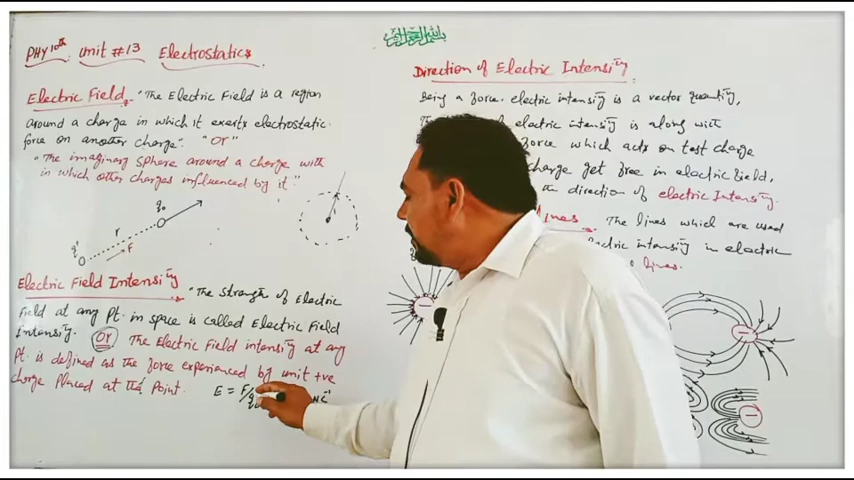 PHY 10th Unit #13 Electrostatics
Electric Field. "The Electric Field is a region
around a charge in which it exerts electrostatic
force on another charge". "or"
"The imaginary sphere around a charge with
in which other charges influenced by it."
q₀
r
F
q
r
Electric Field Intensity "The strength of Electric
Field at any Pt. in space is called Electric Field
Intensity. Or The Electric Field intensity at any
Pt. is defined as the force experienced by unit +ve
charge placed at that Point.
E = F/q₀ NC⁻¹
بسم الله الرحمن الرحيم
Direction of Electric Intensity
Being a force. electric intensity is a vector quantity,
electric intensity is along with
force which acts on test charge
charge get free in electric field,
the direction of electric Intensity.
lines The lines which are used
electric intensity in electric
lines.
−
−
−